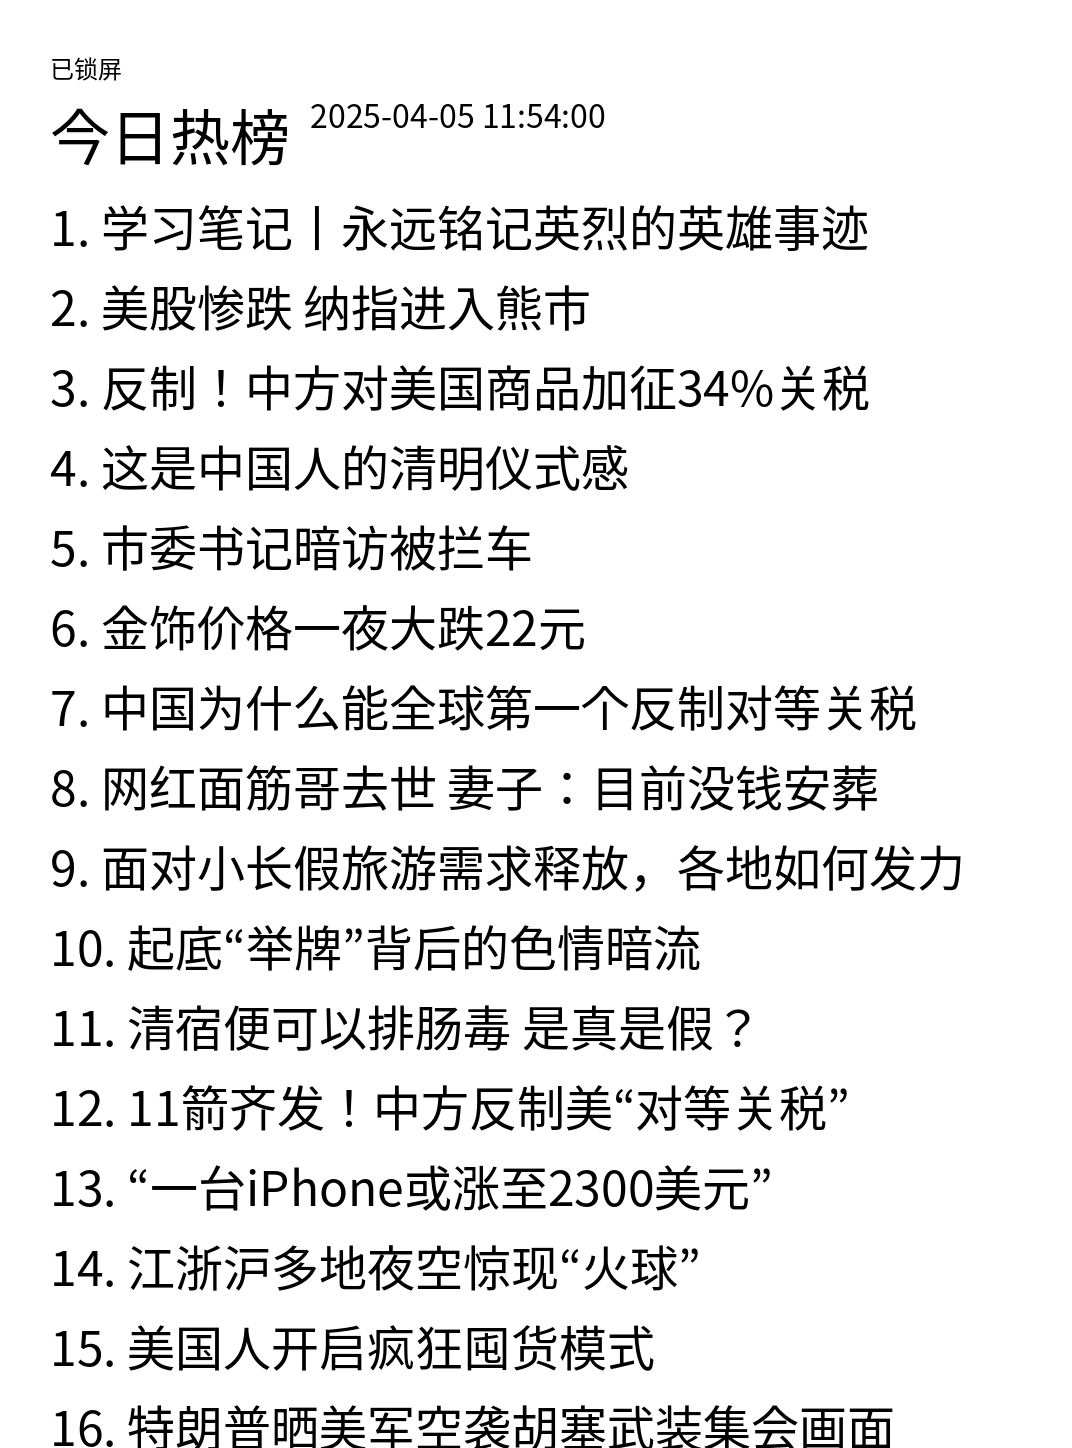 已锁屏
今日热榜 2025-04-05 11:54:00
1. 学习笔记丨永远铭记英烈的英雄事迹
2. 美股惨跌 纳指进入熊市
3. 反制！中方对美国商品加征34%关税
4. 这是中国人的清明仪式感
5. 市委书记暗访被拦车
6. 金饰价格一夜大跌22元
7. 中国为什么能全球第一个反制对等关税
8. 网红面筋哥去世 妻子：目前没钱安葬
9. 面对小长假旅游需求释放，各地如何发力
10. 起底“举牌”背后的色情暗流
11. 清宿便可以排肠毒 是真是假？
12. 11箭齐发！中方反制美“对等关税”
13. “一台iPhone或涨至2300美元”
14. 江浙沪多地夜空惊现“火球”
15. 美国人开启疯狂囤货模式
16. 特朗普晒美军空袭胡塞武装集会画面